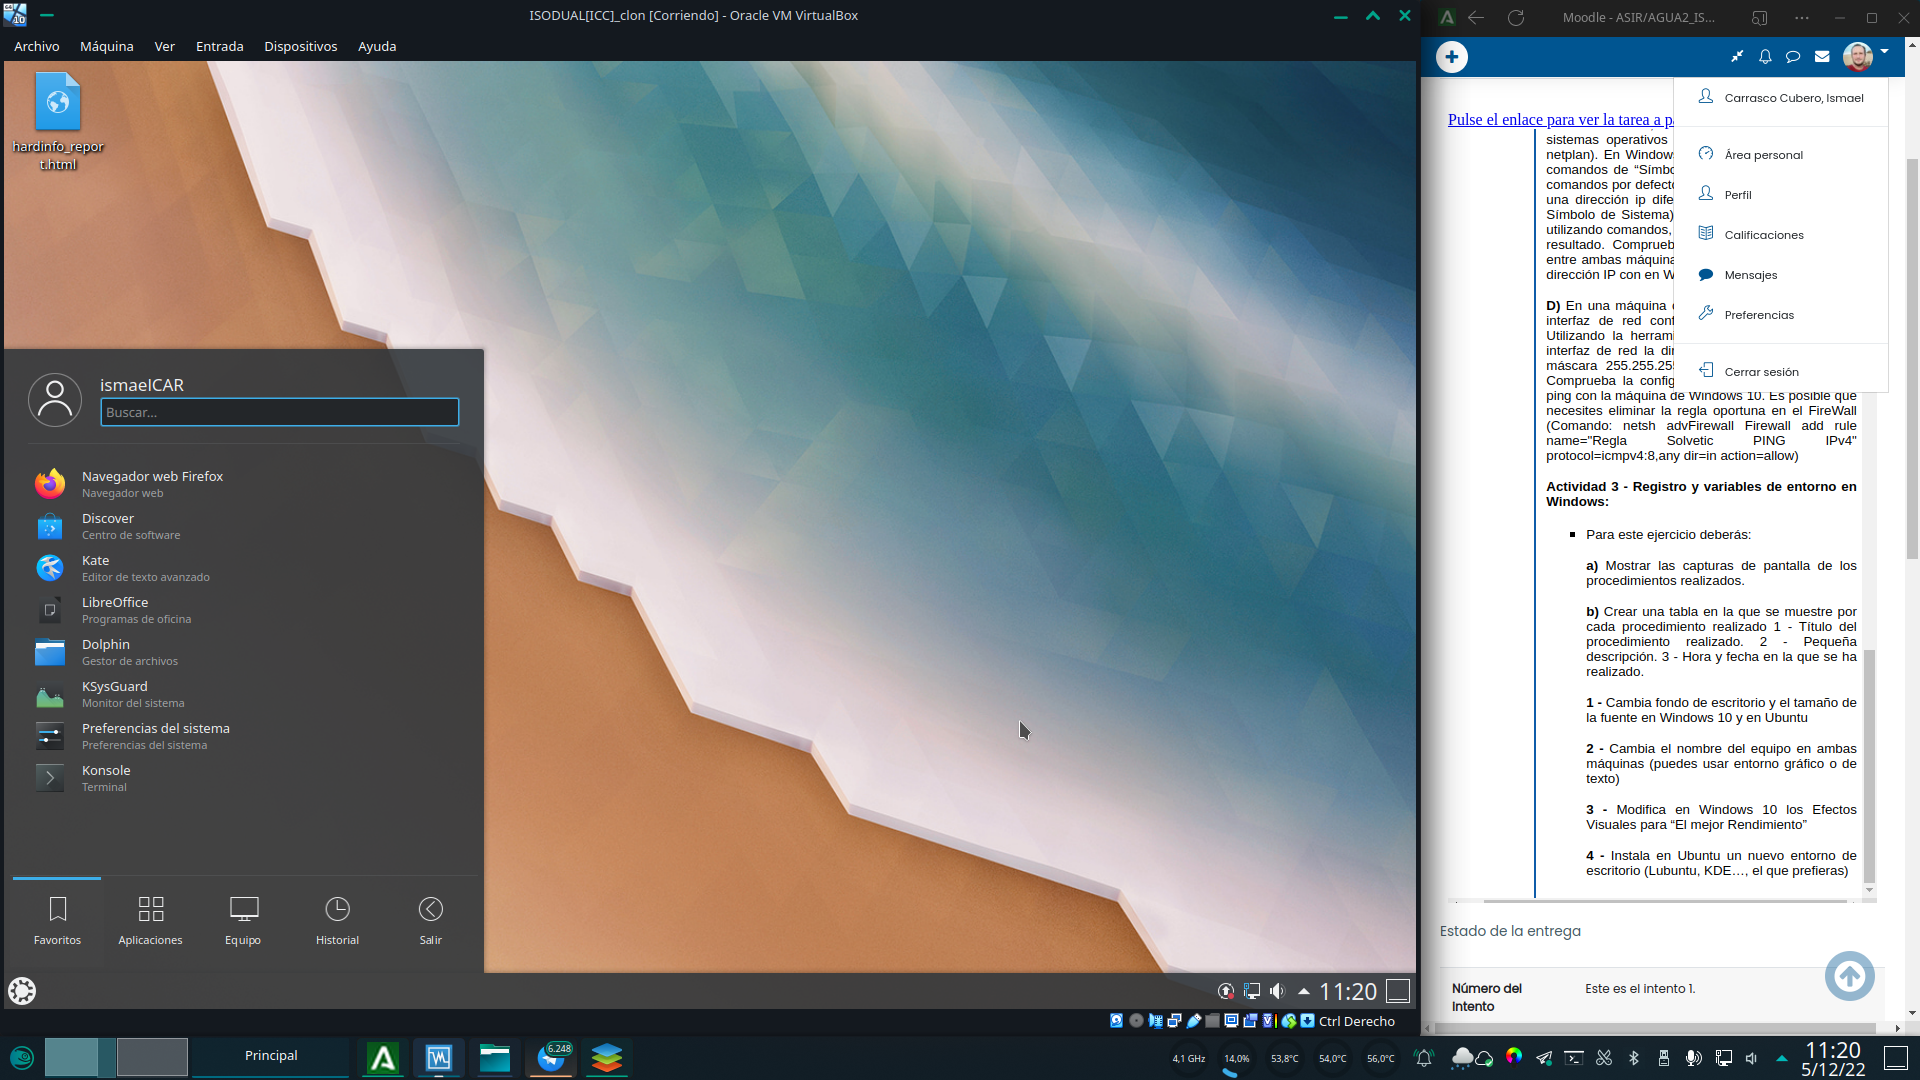 ISODUAL[ICC]_clon [Corriendo] - Oracle VM VirtualBox
Archivo Máquina Ver Entrada Dispositivos Ayuda
hardinfo_repor
t.html
ismaelCAR
Buscar...
Navegador web Firefox
Navegador web
Discover
Centro de software
Kate
Editor de texto avanzado
LibreOffice
Programas de oficina
Dolphin
Gestor de archivos
KSysGuard
Monitor del sistema
Preferencias del sistema
Preferencias del sistema
Konsole
Terminal
Favoritos Aplicaciones Equipo Historial Salir
11:20
Ctrl Derecho
Moodle - ASIR/AGUA2_IS...
Carrasco Cubero, Ismael
Área personal
Perfil
Calificaciones
Mensajes
Preferencias
Cerrar sesión
Pulse el enlace para ver la tarea a
sistemas operativos
netplan). En Window
comandos de “Símbo
comandos por defect
una dirección ip dife
Símbolo de Sistema)
utilizando comandos,
resultado. Comprueb
entre ambas máquina
dirección IP con en W
D) En una máquina
interfaz de red conf
Utilizando la herram
interfaz de red la dir
máscara 255.255.25
Comprueba la config
ping con la máquina de Windows 10. Es posible que
necesites eliminar la regla oportuna en el FireWall
(Comando: netsh advFirewall Firewall add rule
name="Regla Solvetic PING IPv4"
protocol=icmpv4:8,any dir=in action=allow)
Actividad 3 - Registro y variables de entorno en
Windows:
Para este ejercicio deberás:
a) Mostrar las capturas de pantalla de los
procedimientos realizados.
b) Crear una tabla en la que se muestre por
cada procedimiento realizado 1 - Título del
procedimiento realizado. 2 - Pequeña
descripción. 3 - Hora y fecha en la que se ha
realizado.
1 - Cambia fondo de escritorio y el tamaño de
la fuente en Windows 10 y en Ubuntu
2 - Cambia el nombre del equipo en ambas
máquinas (puedes usar entorno gráfico o de
texto)
3 - Modifica en Windows 10 los Efectos
Visuales para “El mejor Rendimiento”
4 - Instala en Ubuntu un nuevo entorno de
escritorio (Lubuntu, KDE…, el que prefieras)
Estado de la entrega
Número del
Intento
Este es el intento 1.
Principal
6.248
4,1 GHz 14,0% 53,8°C 54,0°C 56,0°C
11:20
5/12/22